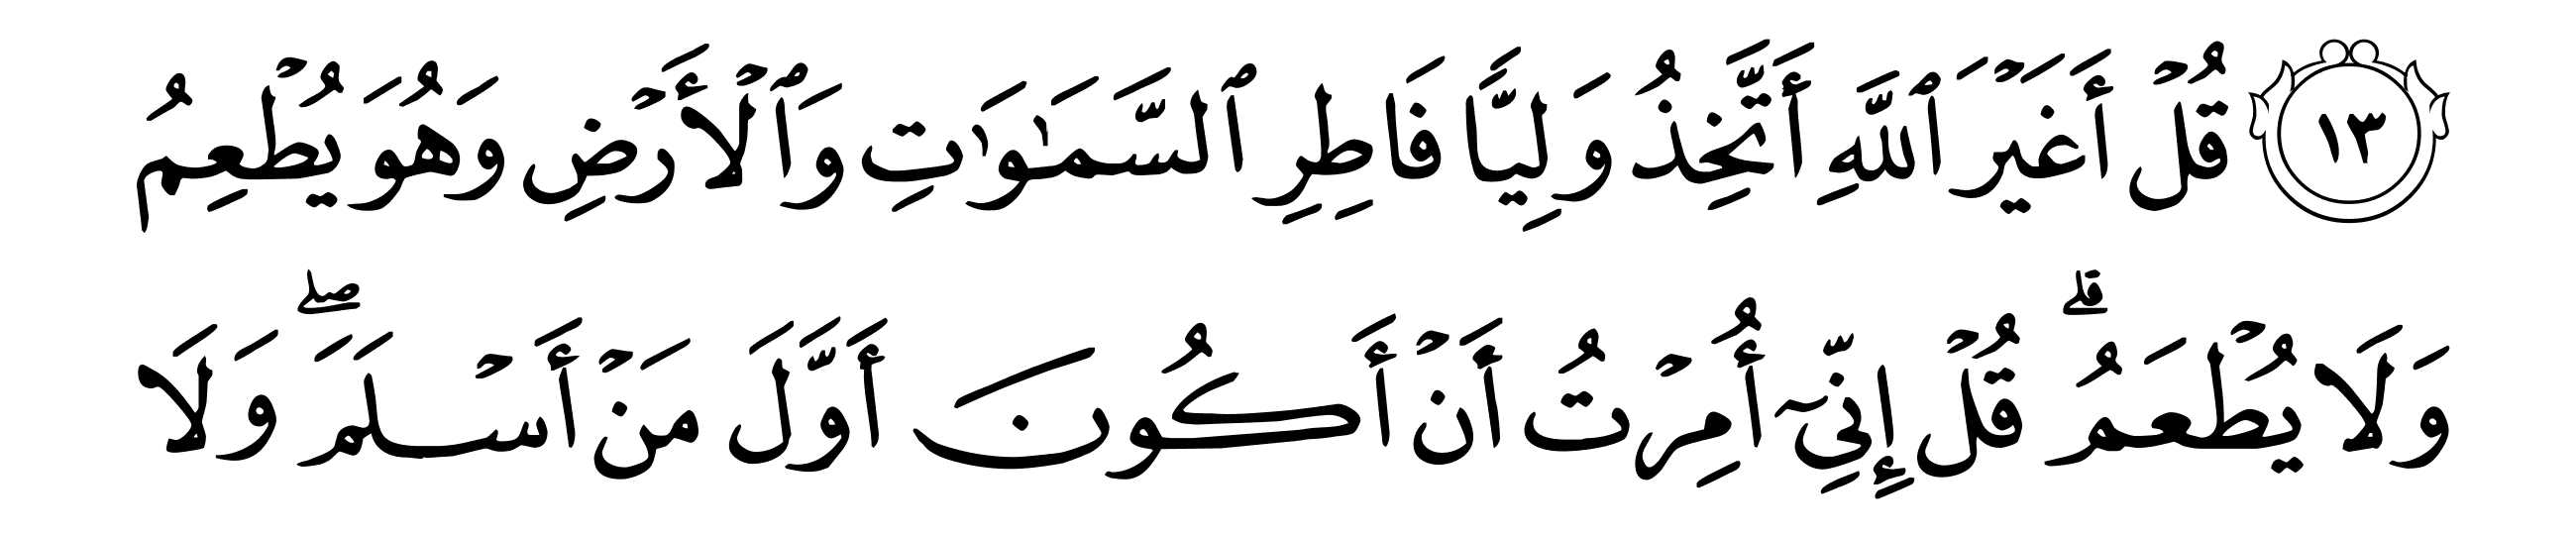 ١٣ قُلۡ أَغَيۡرَ ٱللَّهِ أَتَّخِذُ وَلِيّٗا فَاطِرِ ٱلسَّمَٰوَٰتِ وَٱلۡأَرۡضِ وَهُوَ يُطۡعِمُ
وَلَا يُطۡعَمُۗ قُلۡ إِنِّيٓ أُمِرۡتُ أَنۡ أَكُونَ أَوَّلَ مَنۡ أَسۡلَمَۖ وَلَا